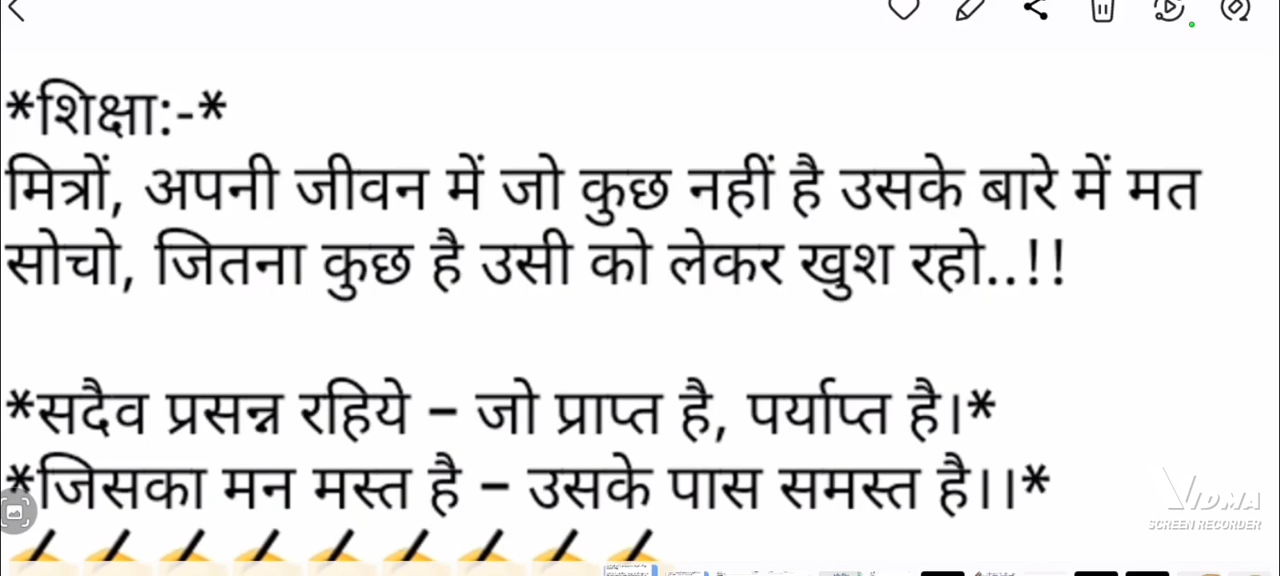 *शिक्षा:-*
मित्रों, अपनी जीवन में जो कुछ नहीं है उसके बारे में मत
सोचो, जितना कुछ है उसी को लेकर खुश रहो..!!
*सदैव प्रसन्न रहिये – जो प्राप्त है, पर्याप्त है।*
*जिसका मन मस्त है – उसके पास समस्त है।।*
VIDMA
SCREEN RECORDER